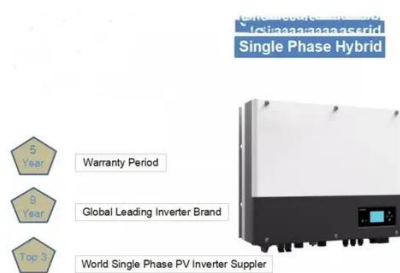 Single Phase Hybrid
5
Year
Warranty Period
9
Year
Global Leading Inverter Brand
Top 3
World Single Phase PV Inverter Suppler